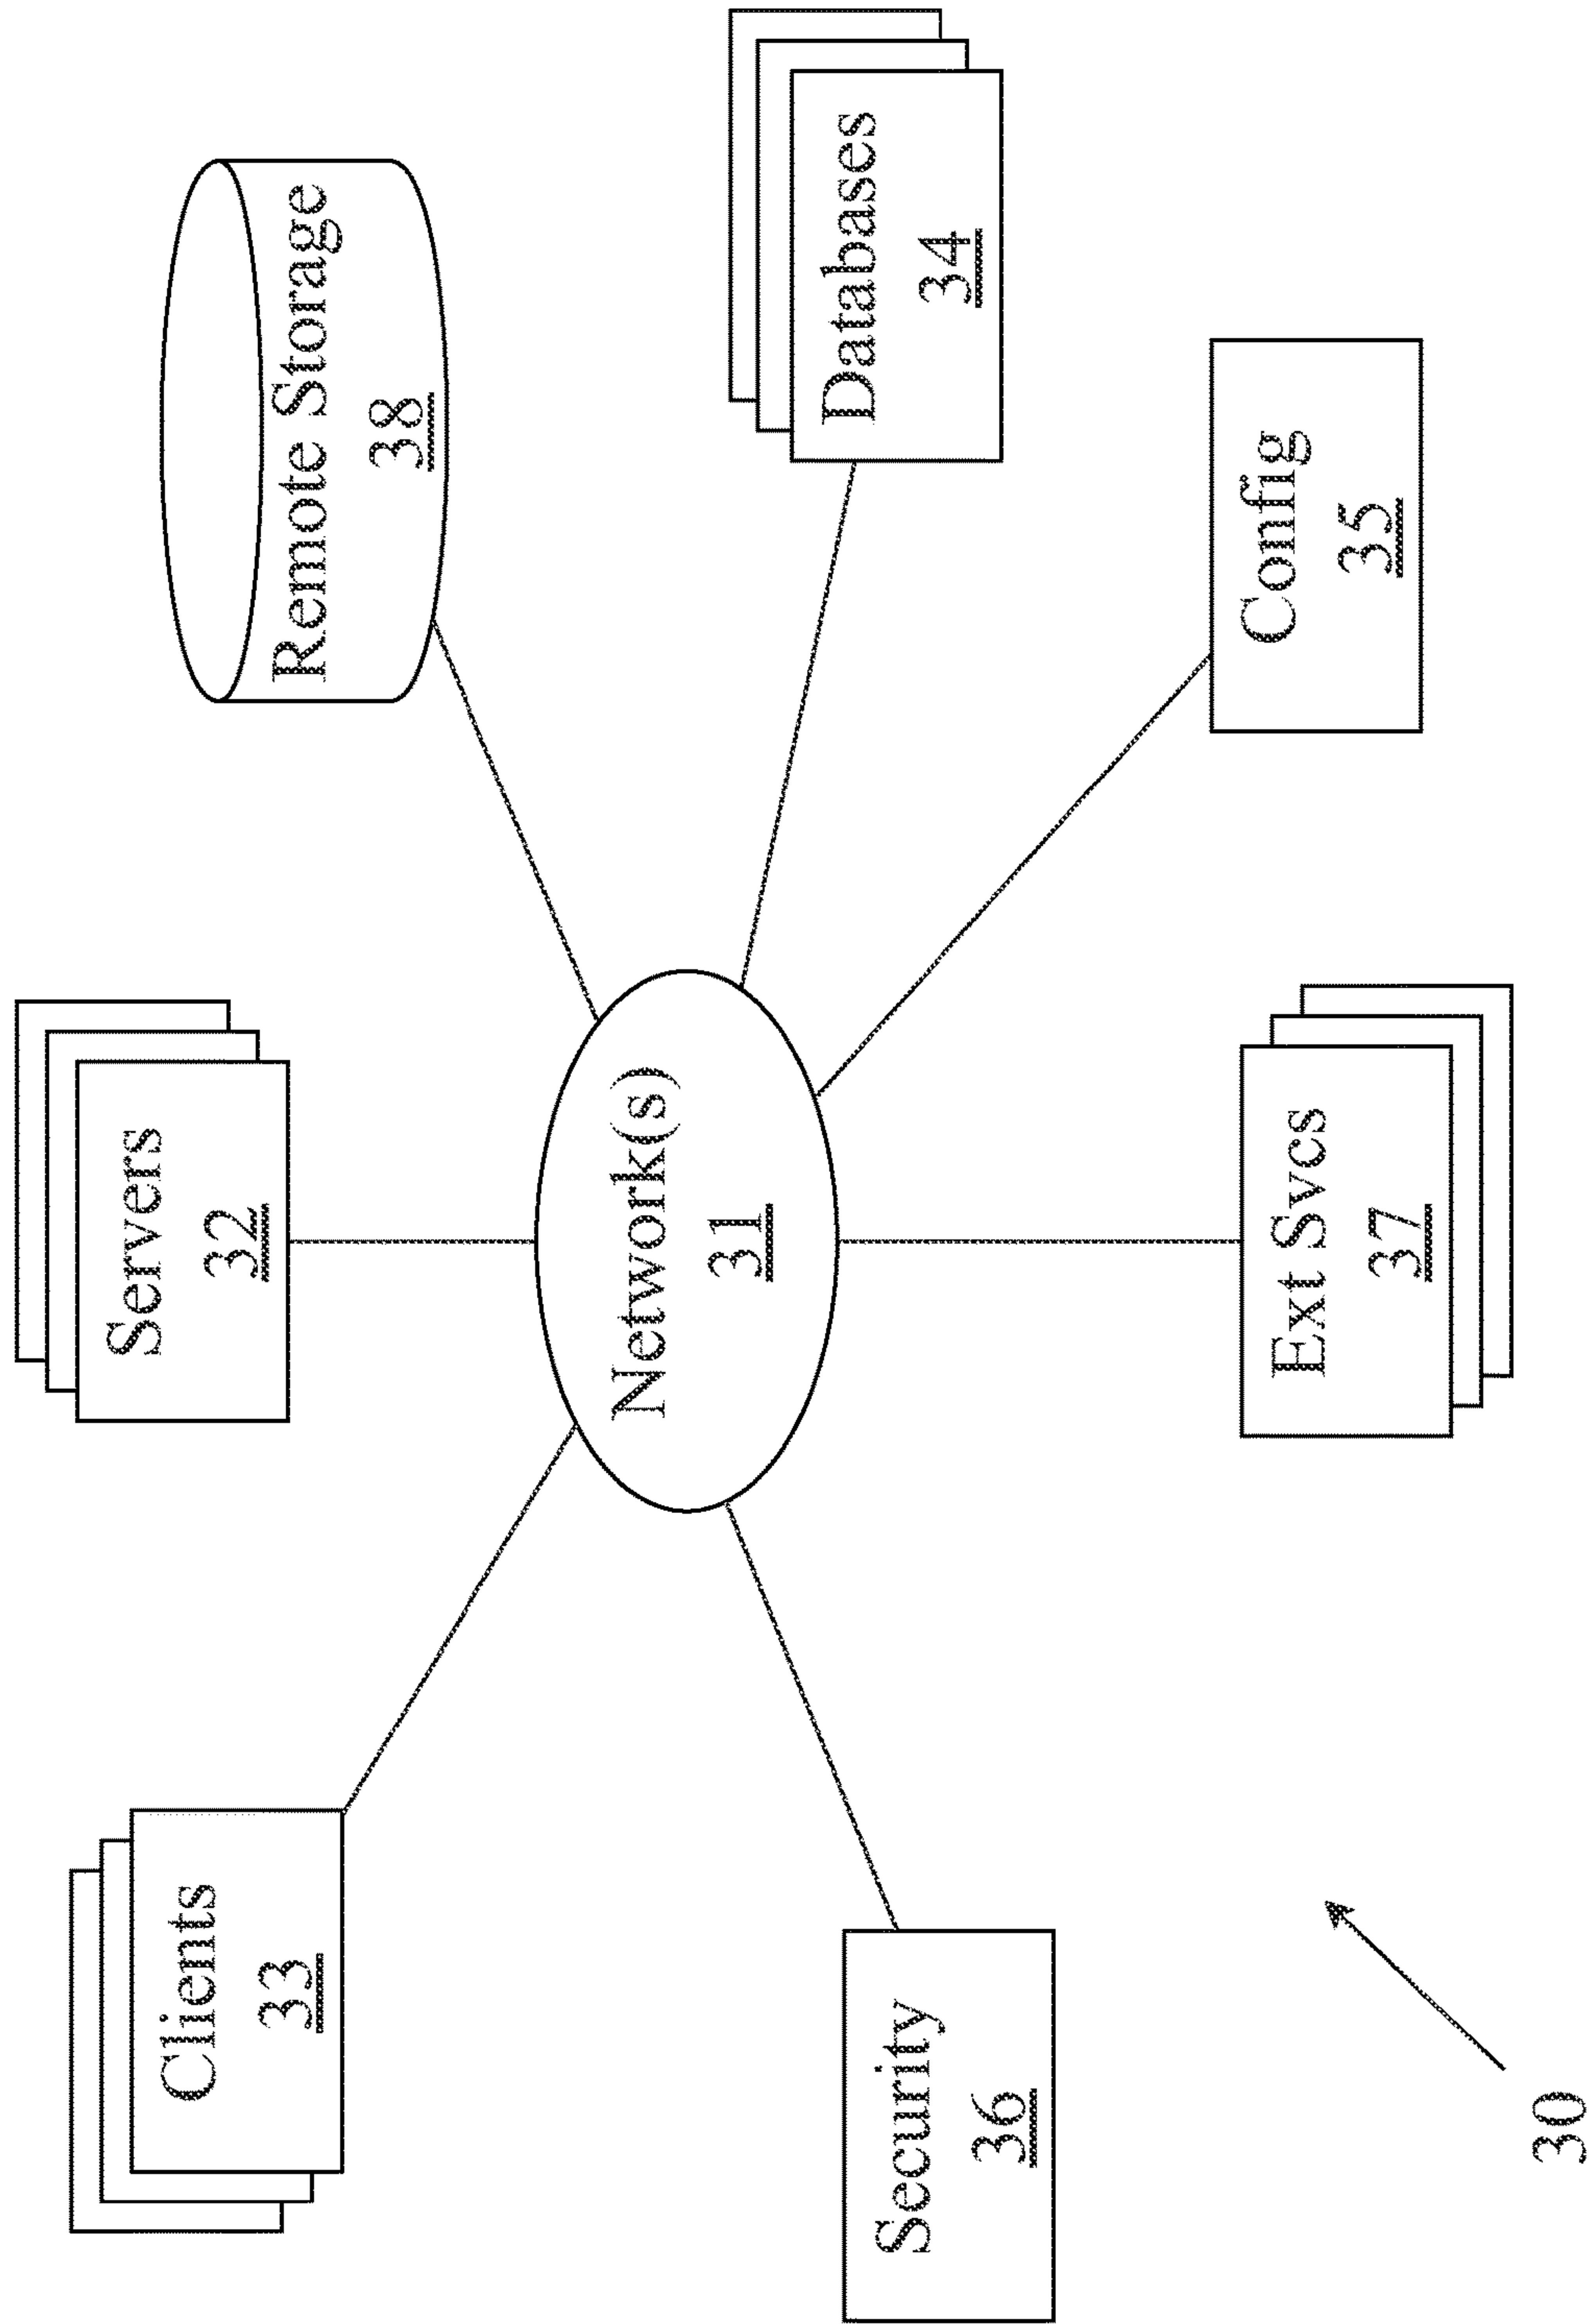 Clients
33
Servers
32
Remote Storage
38
Network(s)
31
Databases
34
Security
36
Ext Svcs
37
Config
35
30